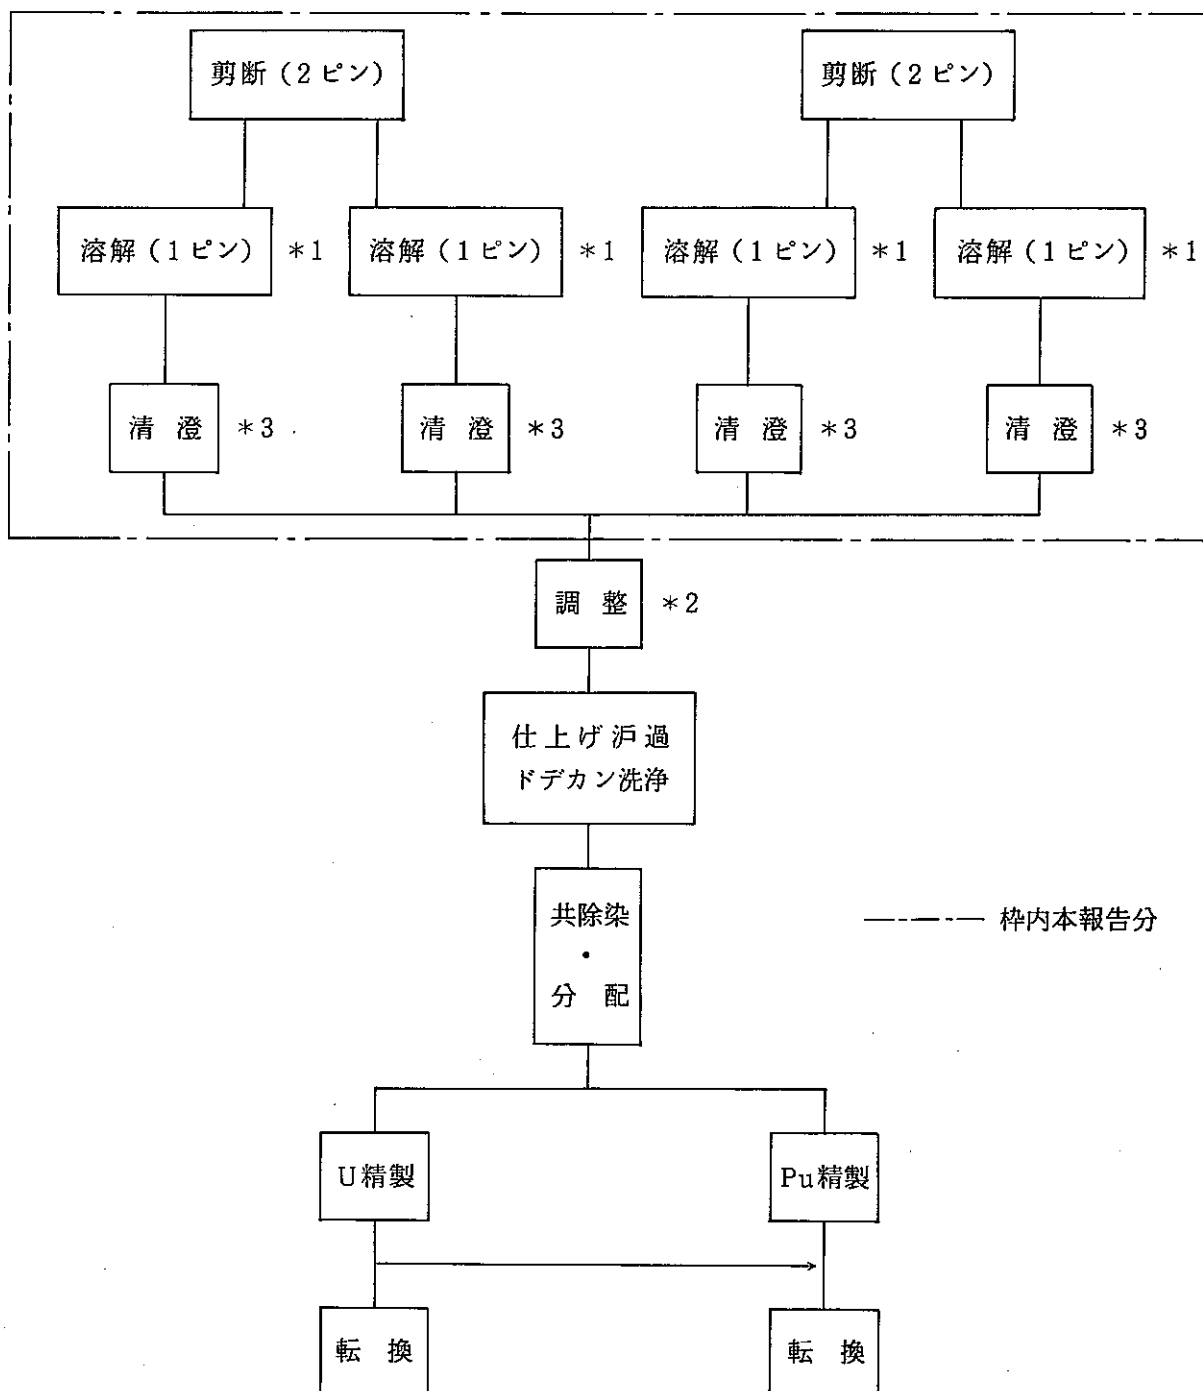 剪断（2ピン） 剪断（2ピン）
溶解（1ピン） *1 溶解（1ピン） *1 溶解（1ピン） *1 溶解（1ピン） *1
清 澄 *3 清 澄 *3 清 澄 *3 清 澄 *3
調 整 *2
仕上げ沪過
ドデカン洗浄
共除染
・
分 配
枠内本報告分
U精製 Pu精製
転 換 転 換